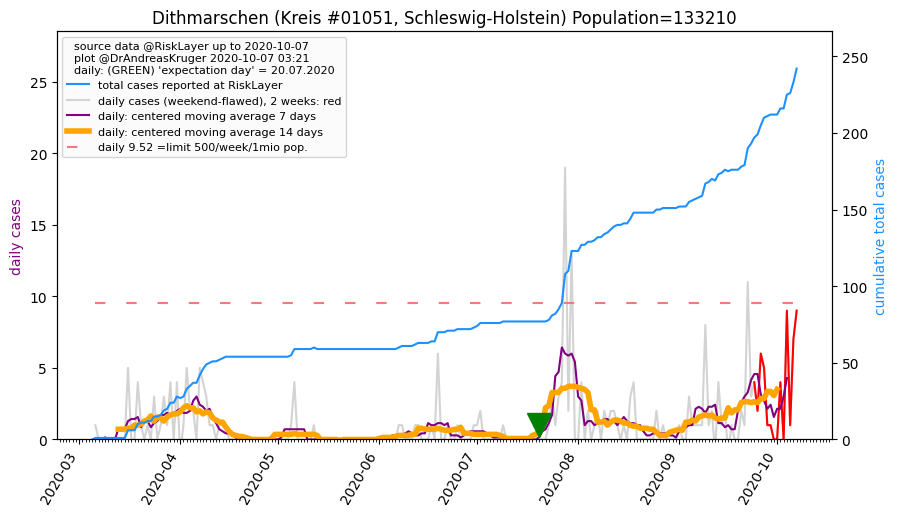 Dithmarschen (Kreis #01051, Schleswig-Holstein) Population=133210
source data @RiskLayer up to 2020-10-07
plot @DrAndreasKruger 2020-10-07 03:21
daily: (GREEN) 'expectation day' = 20.07.2020
total cases reported at RiskLayer
daily cases (weekend-flawed), 2 weeks: red
daily: centered moving average 7 days
daily: centered moving average 14 days
daily 9.52 =limit 500/week/1mio pop.
daily cases
25
20
15
10
5
0
cumulative total cases
250
200
150
100
50
0
2020-03
2020-04
2020-05
2020-06
2020-07
2020-08
2020-09
2020-10